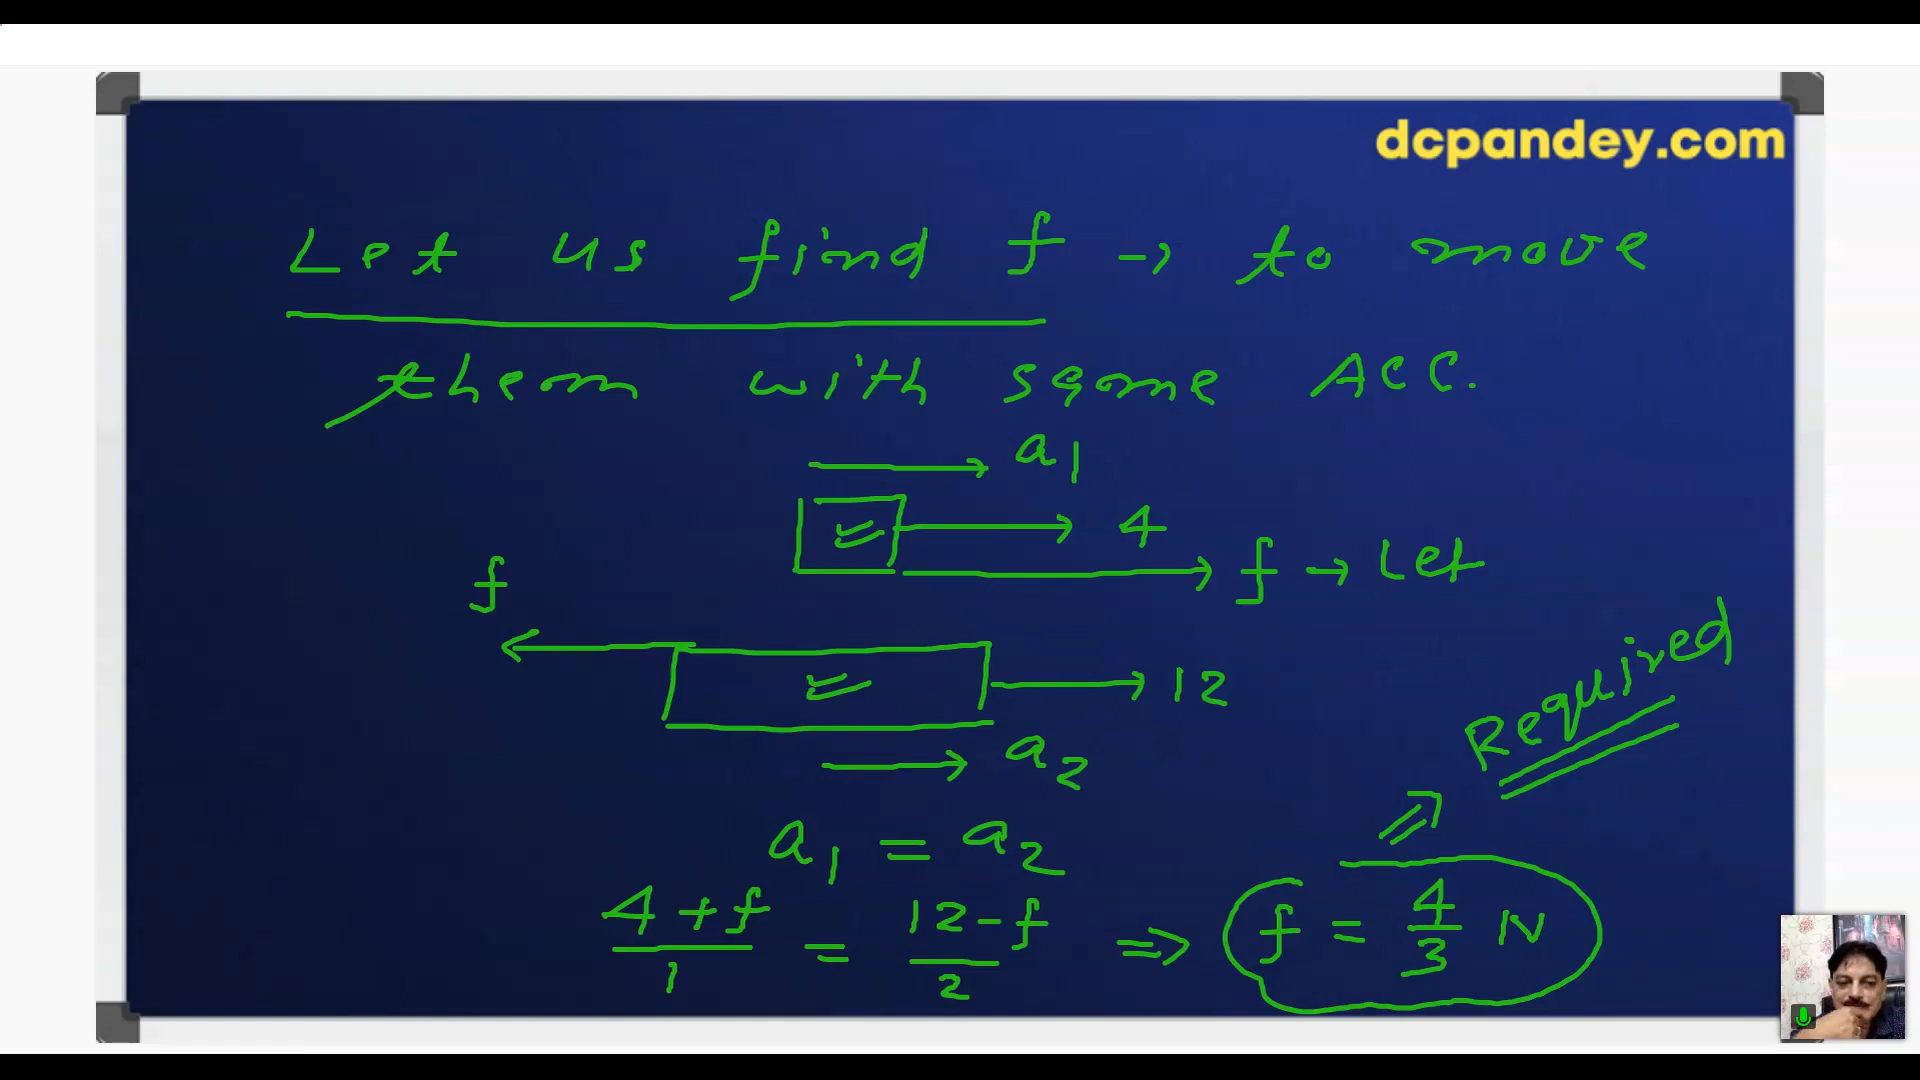 dcpandey.com
Let us find f → to move
them with same Acc.
a1
4
f → Let
f
12
a2
Required
a1 = a2
4 + f / 1 = 12 - f / 2 ⇒ f = 4/3 N